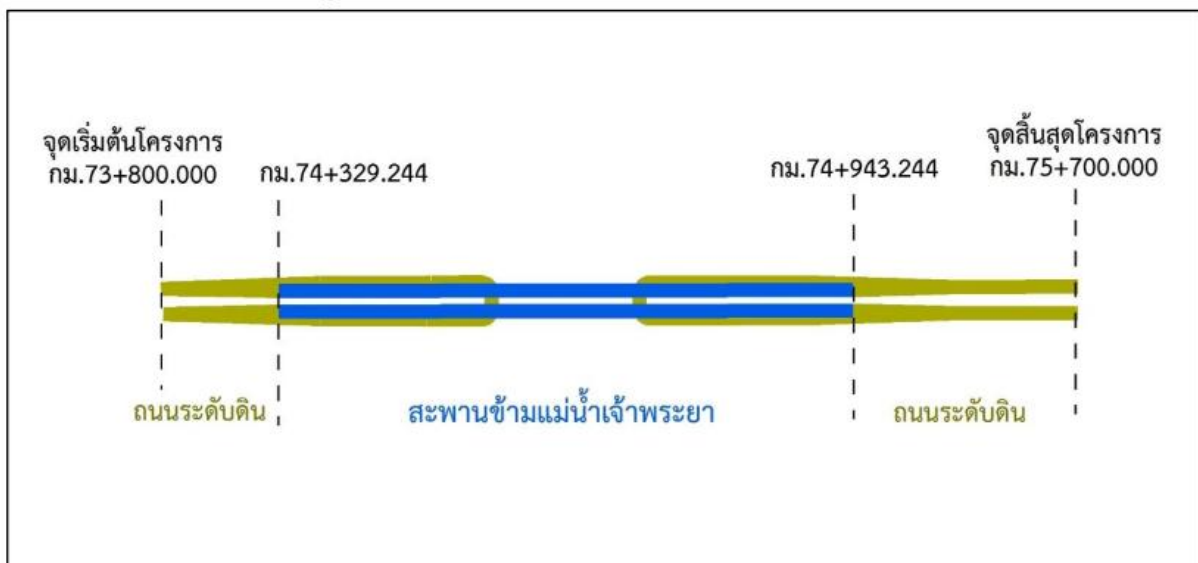 จุดเริ่มต้นโครงการ
กม.73+800.000
กม.74+329.244
กม.74+943.244
จุดสิ้นสุดโครงการ
กม.75+700.000
ถนนระดับดิน
สะพานข้ามแม่น้ำเจ้าพระยา
ถนนระดับดิน